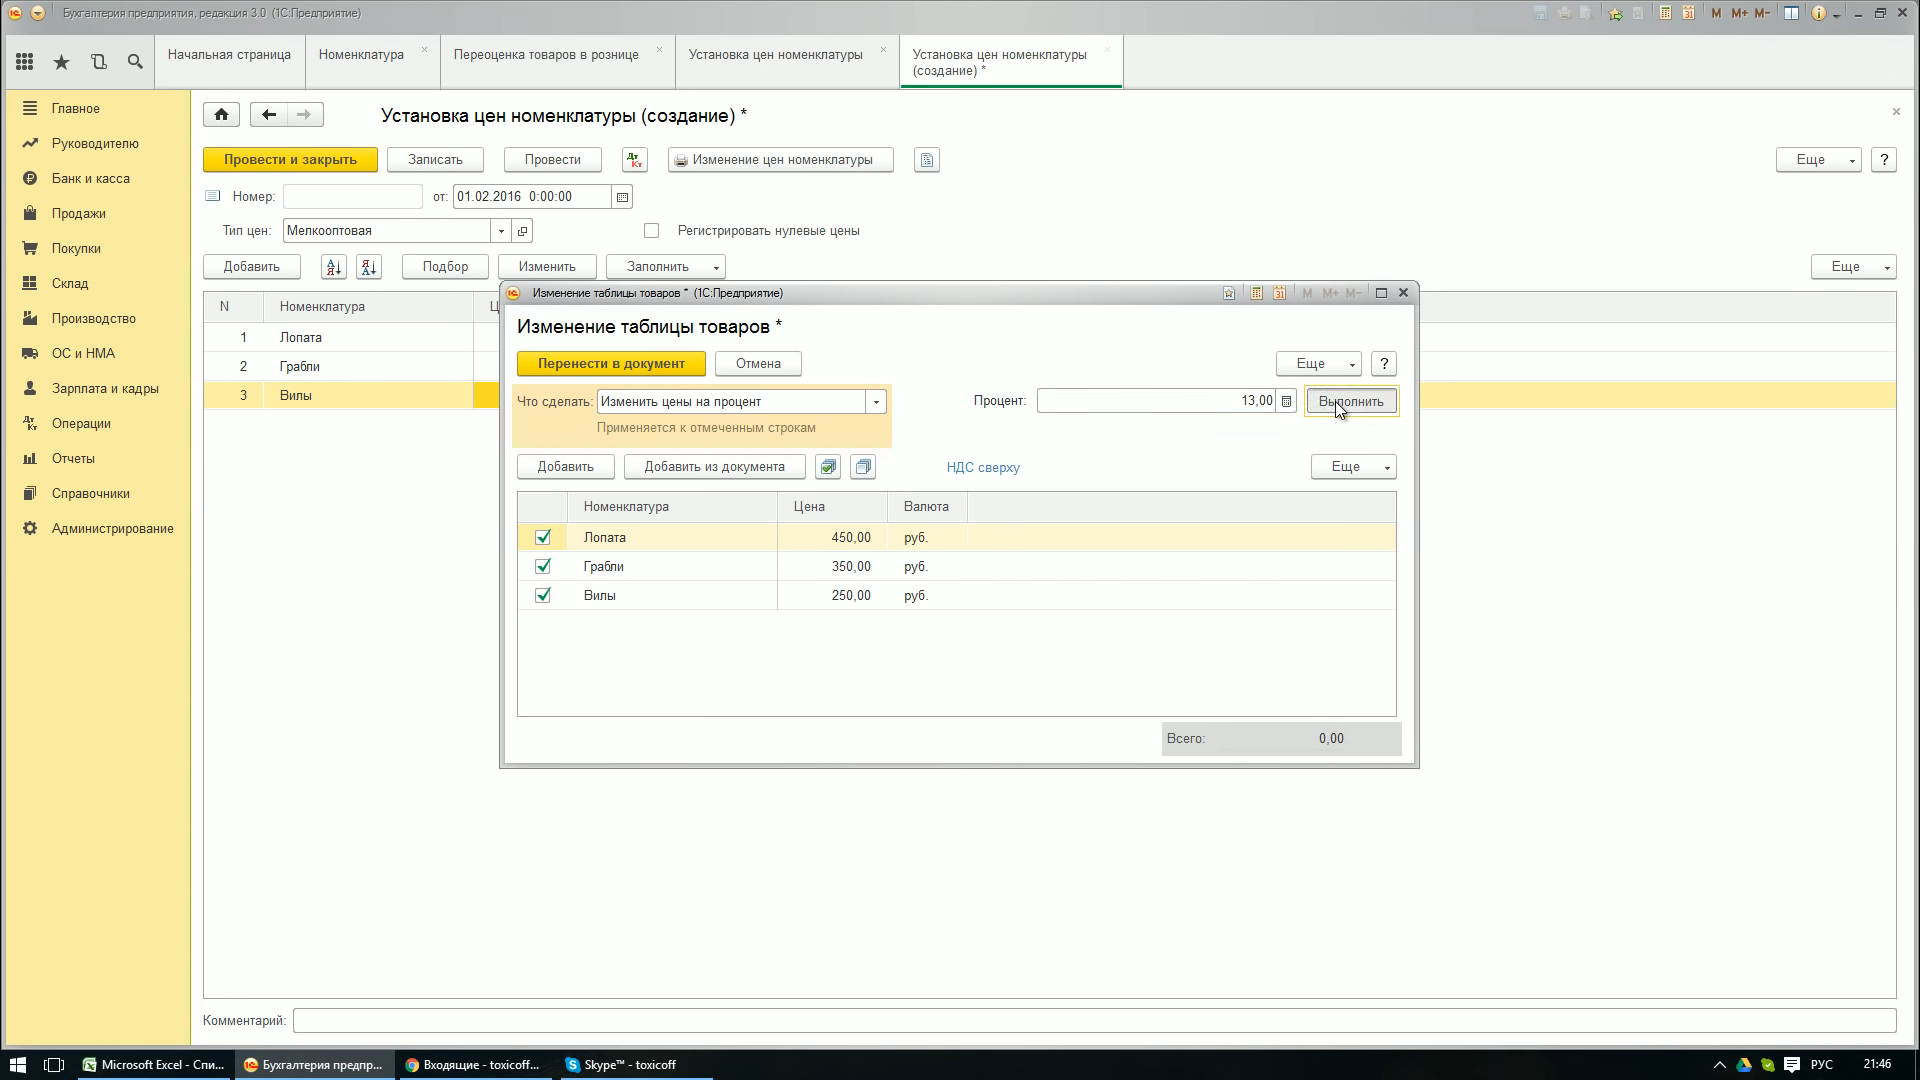 Бухгалтерия предприятия, редакция 3.0 (1С:Предприятие)
M M+ M-
Начальная страница
Номенклатура
Переоценка товаров в рознице
Установка цен номенклатуры
Установка цен номенклатуры (создание) *
Главное
Руководителю
Банк и касса
Продажи
Покупки
Склад
Производство
ОС и НМА
Зарплата и кадры
Операции
Отчеты
Справочники
Администрирование
Установка цен номенклатуры (создание) *
Провести и закрыть Записать Провести Дт Кт Изменение цен номенклатуры Еще ?
Номер: от: 01.02.2016 0:00:00
Тип цен: Мелкооптовая Регистрировать нулевые цены
Добавить Подбор Изменить Заполнить Еще
N Номенклатура Ц
1 Лопата
2 Грабли
3 Вилы
Изменение таблицы товаров * (1С:Предприятие) M M+ M-
Изменение таблицы товаров *
Перенести в документ Отмена Еще ?
Что сделать: Изменить цены на процент Процент: 13,00 Выполнить
Применяется к отмеченным строкам
Добавить Добавить из документа НДС сверху Еще
Номенклатура Цена Валюта
Лопата 450,00 руб.
Грабли 350,00 руб.
Вилы 250,00 руб.
Всего: 0,00
Комментарий:
Microsoft Excel - Спи... Бухгалтерия предпр... Входящие - toxicoff... Skype™ - toxicoff РУС 21:46